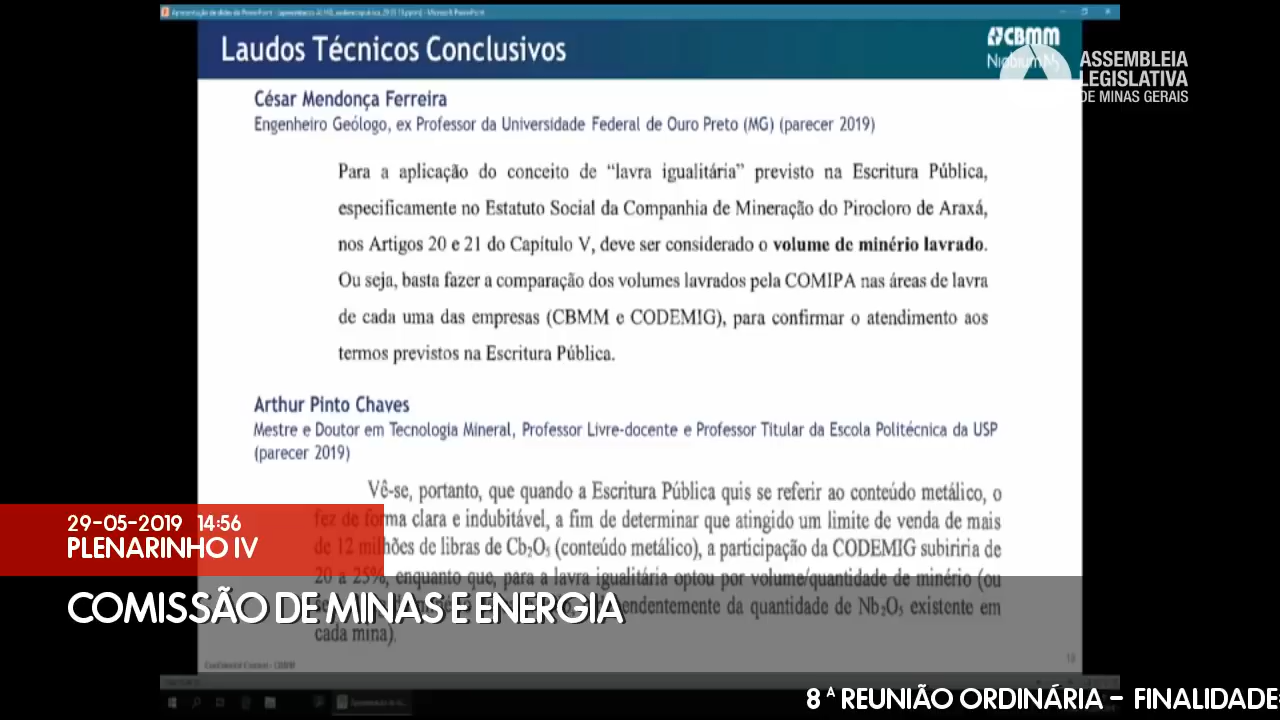 Laudos Técnicos Conclusivos
CBMM
ASSEMBLEIA
LEGISLATIVA
DE MINAS GERAIS
César Mendonça Ferreira
Engenheiro Geólogo, ex Professor da Universidade Federal de Ouro Preto (MG) (parecer 2019)
Para a aplicação do conceito de “lavra igualitária” previsto na Escritura Pública,
especificamente no Estatuto Social da Companhia de Mineração do Pirocloro de Araxá,
nos Artigos 20 e 21 do Capítulo V, deve ser considerado o volume de minério lavrado.
Ou seja, basta fazer a comparação dos volumes lavrados pela COMIPA nas áreas de lavra
de cada uma das empresas (CBMM e CODEMIG), para confirmar o atendimento aos
termos previstos na Escritura Pública.
Arthur Pinto Chaves
Mestre e Doutor em Tecnologia Mineral, Professor Livre-docente e Professor Titular da Escola Politécnica da USP
(parecer 2019)
Vê-se, portanto, que quando a Escritura Pública quis se referir ao conteúdo metálico, o
fez de forma clara e indubitável, a fim de determinar que atingido um limite de venda de mais
de 12 milhões de libras de Cb₂O₅ (conteúdo metálico), a participação da CODEMIG subiria de
20 a 25%, enquanto que, para a lavra igualitária optou por volume/quantidade de minério (ou
da quantidade de Nb₂O₅ existente em
cada mina).
29-05-2019 14:56
PLENARINHO IV
COMISSÃO DE MINAS E ENERGIA
8ª REUNIÃO ORDINÁRIA - FINALIDADE